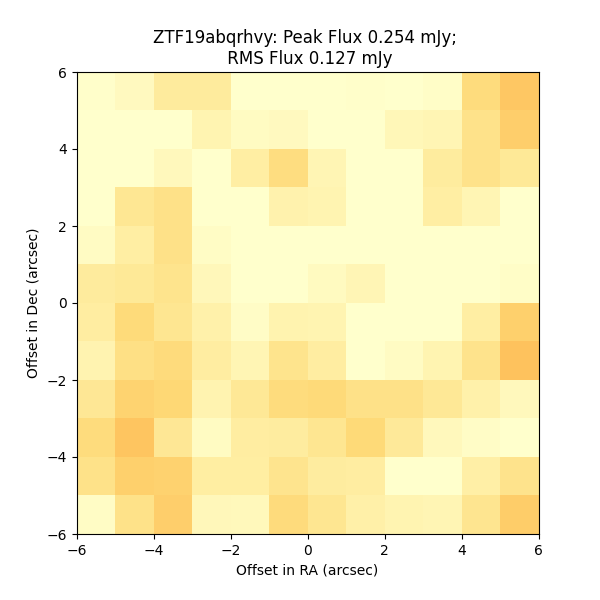 ZTF19abqrhvy: Peak Flux 0.254 mJy;
RMS Flux 0.127 mJy
6
4
2
0
−2
−4
−6
Offset in Dec (arcsec)
−6 −4 −2 0 2 4 6
Offset in RA (arcsec)